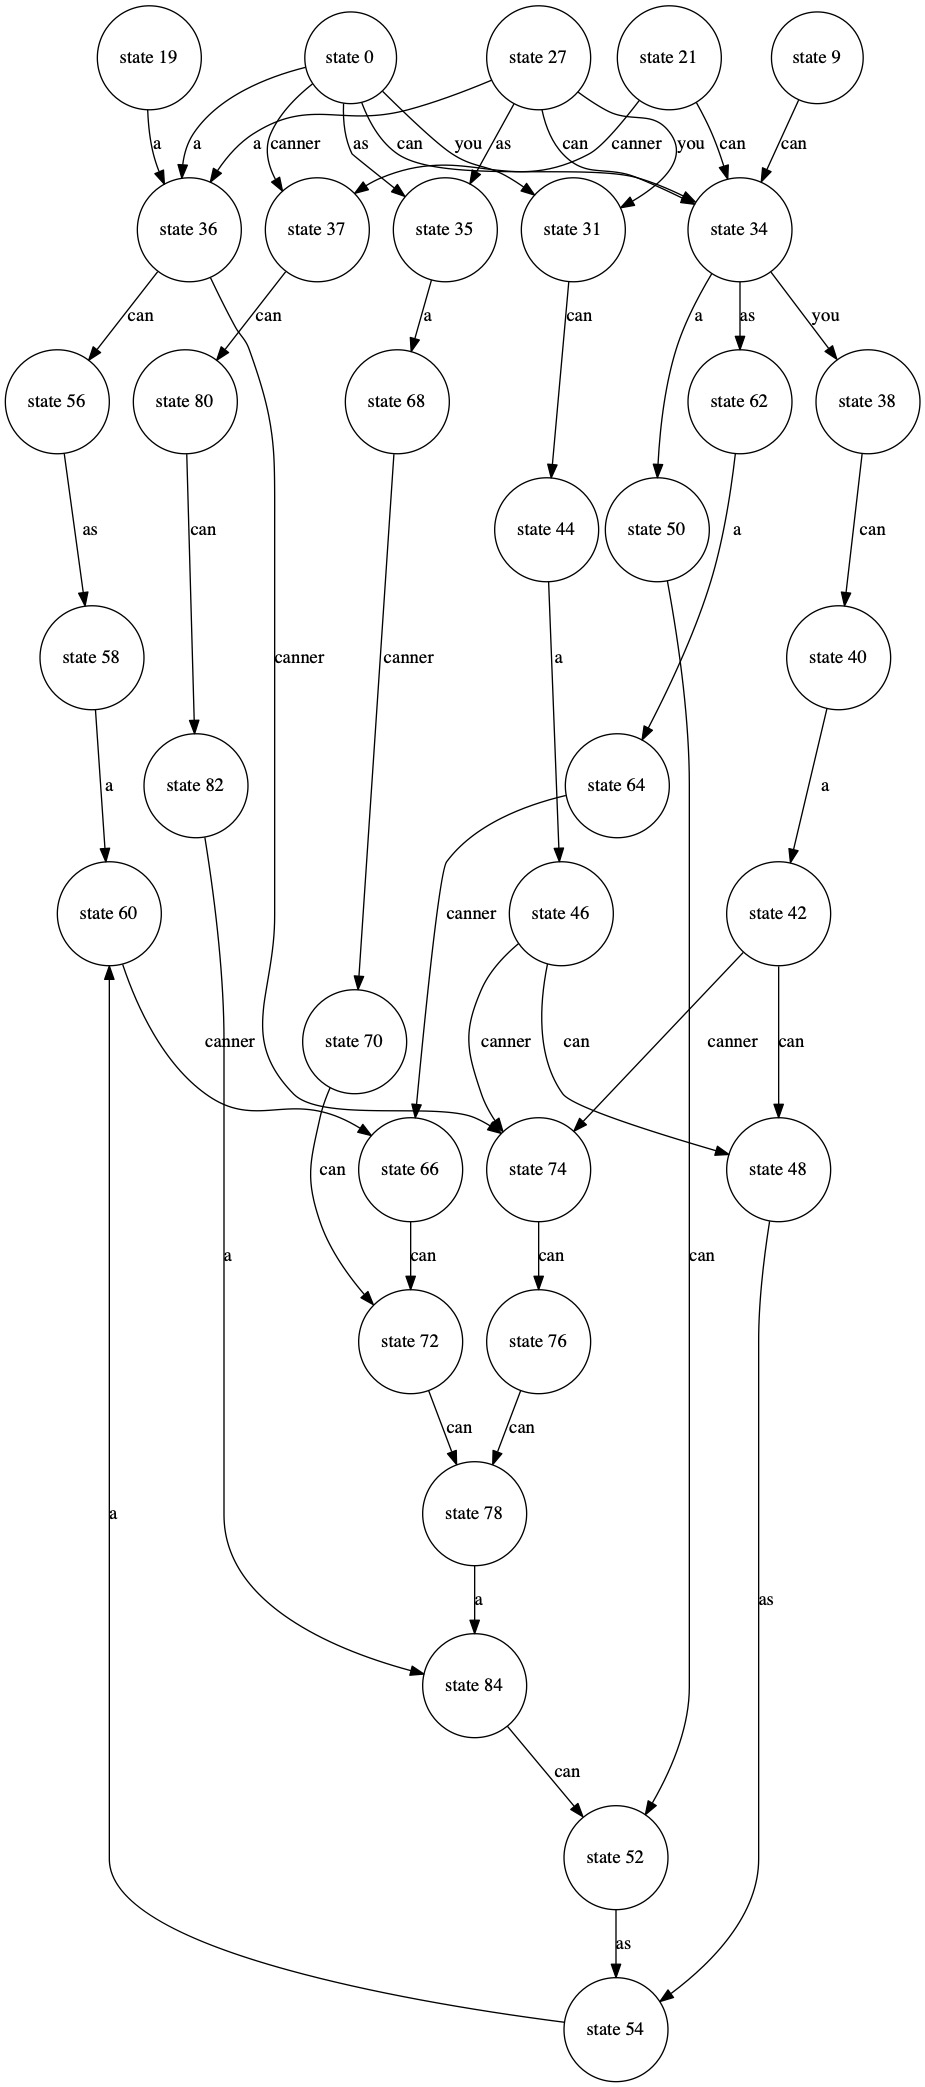 state 19
state 0
state 27
state 21
state 9
a
a
canner
as
can
you
a
as
can
you
canner
can
can
state 36
state 37
state 35
state 31
state 34
can
can
a
can
a
as
you
state 56
state 80
state 68
state 62
state 38
as
can
state 44
state 50
a
can
state 58
canner
canner
a
state 40
a
state 82
state 64
a
state 60
canner
state 46
state 42
canner
state 70
canner
can
canner
can
can
state 66
state 74
state 48
a
can
can
can
state 72
state 76
can
can
a
state 78
a
as
state 84
can
state 52
as
state 54